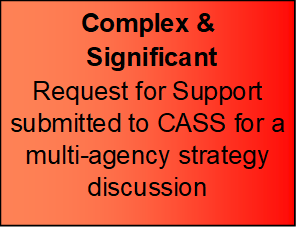 Complex &
Significant
Request for Support
submitted to CASS for a
multi-agency strategy
discussion